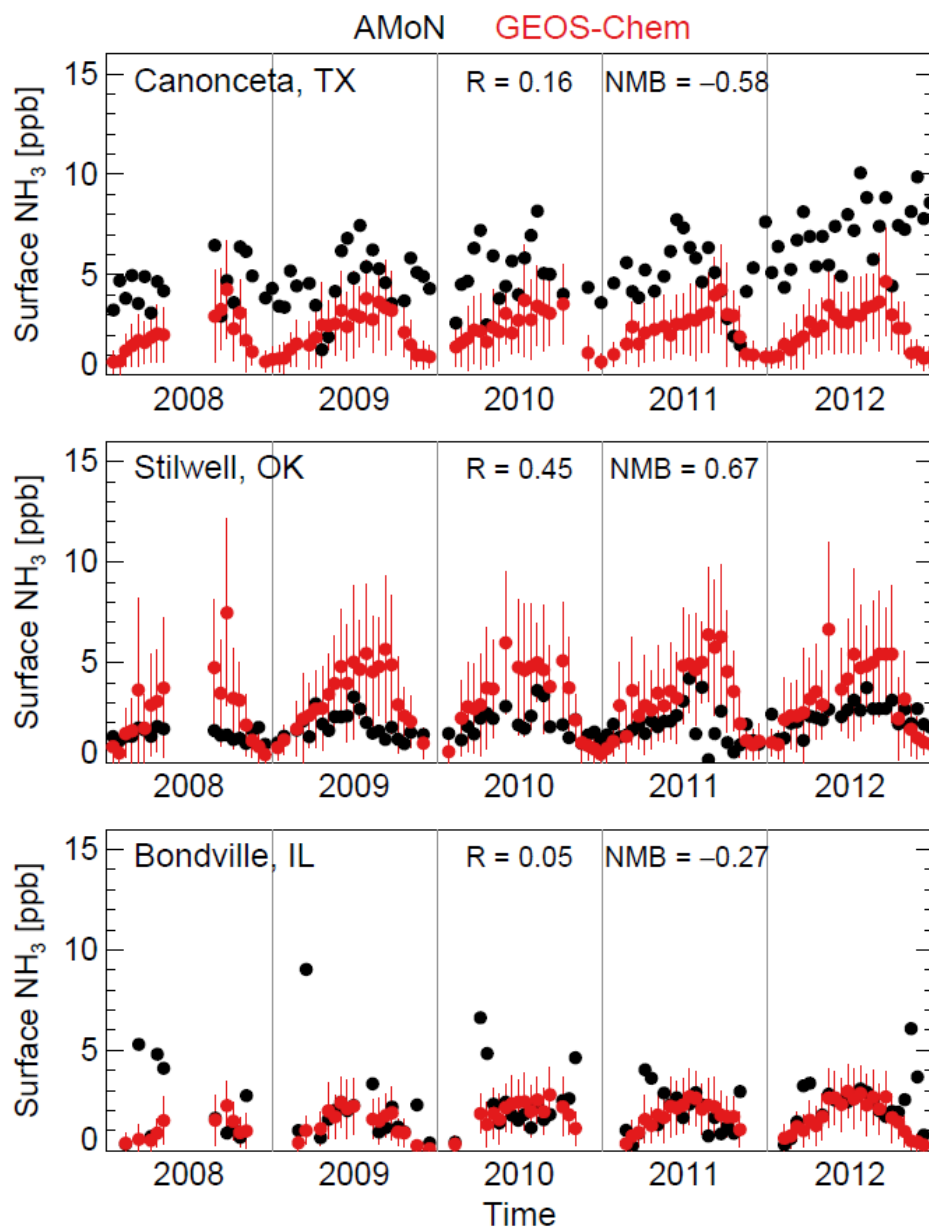 AMoN GEOS-Chem
Canonceta, TX R = 0.16 NMB = –0.58
Surface NH3 [ppb]
15
10
5
0
2008 2009 2010 2011 2012
Stilwell, OK R = 0.45 NMB = 0.67
Surface NH3 [ppb]
15
10
5
0
2008 2009 2010 2011 2012
Bondville, IL R = 0.05 NMB = –0.27
Surface NH3 [ppb]
15
10
5
0
2008 2009 2010 2011 2012
Time